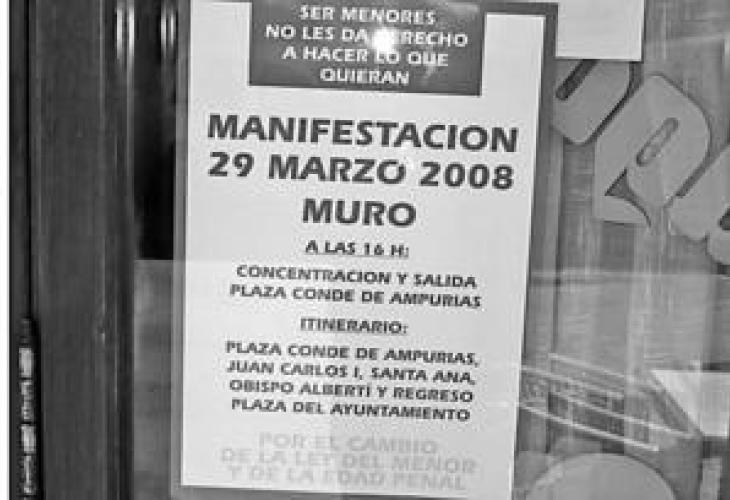 SER MENORES
NO LES DA DERECHO
A HACER LO QUE
QUIERAN
MANIFESTACION
29 MARZO 2008
MURO
A LAS 16 H:
CONCENTRACION Y SALIDA
PLAZA CONDE DE AMPURIAS
ITINERARIO:
PLAZA CONDE DE AMPURIAS,
JUAN CARLOS I, SANTA ANA,
OBISPO ALBERTÍ Y REGRESO
PLAZA DEL AYUNTAMIENTO
POR EL CAMBIO
DE LA LEY DEL MENOR
Y DE LA EDAD PENAL